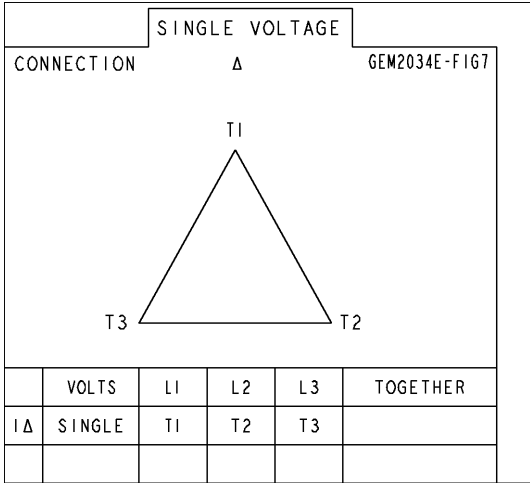 SINGLE VOLTAGE
CONNECTION Δ GEM2034E-FIG7
T1
T3 T2
VOLTS L1 L2 L3 TOGETHER
1Δ SINGLE T1 T2 T3